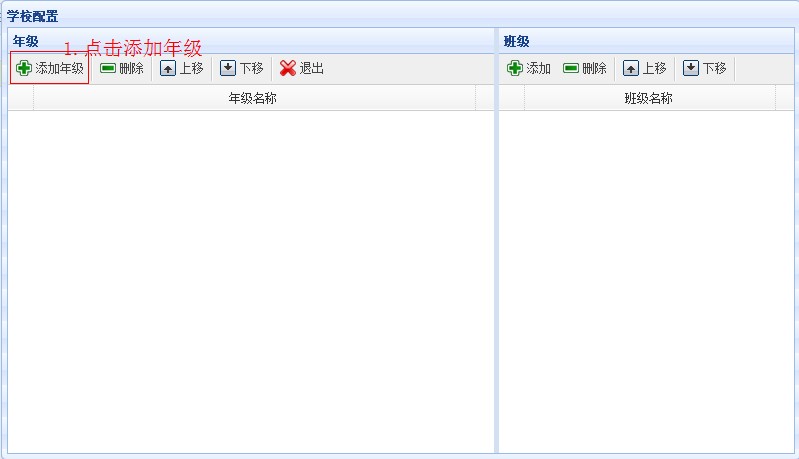 学校配置
年级
1. 点击添加年级
添加年级 删除 上移 下移 退出
年级名称
班级
添加 删除 上移 下移
班级名称